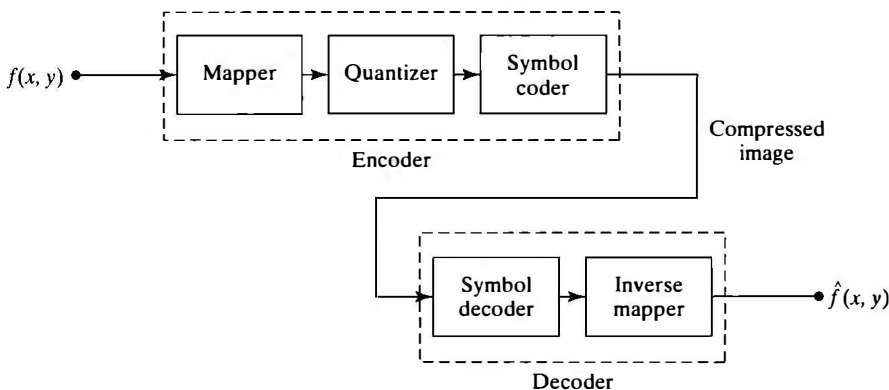 f(x, y)
Mapper
Quantizer
Symbol
coder
Encoder
Compressed
image
Symbol
decoder
Inverse
mapper
f̂(x, y)
Decoder